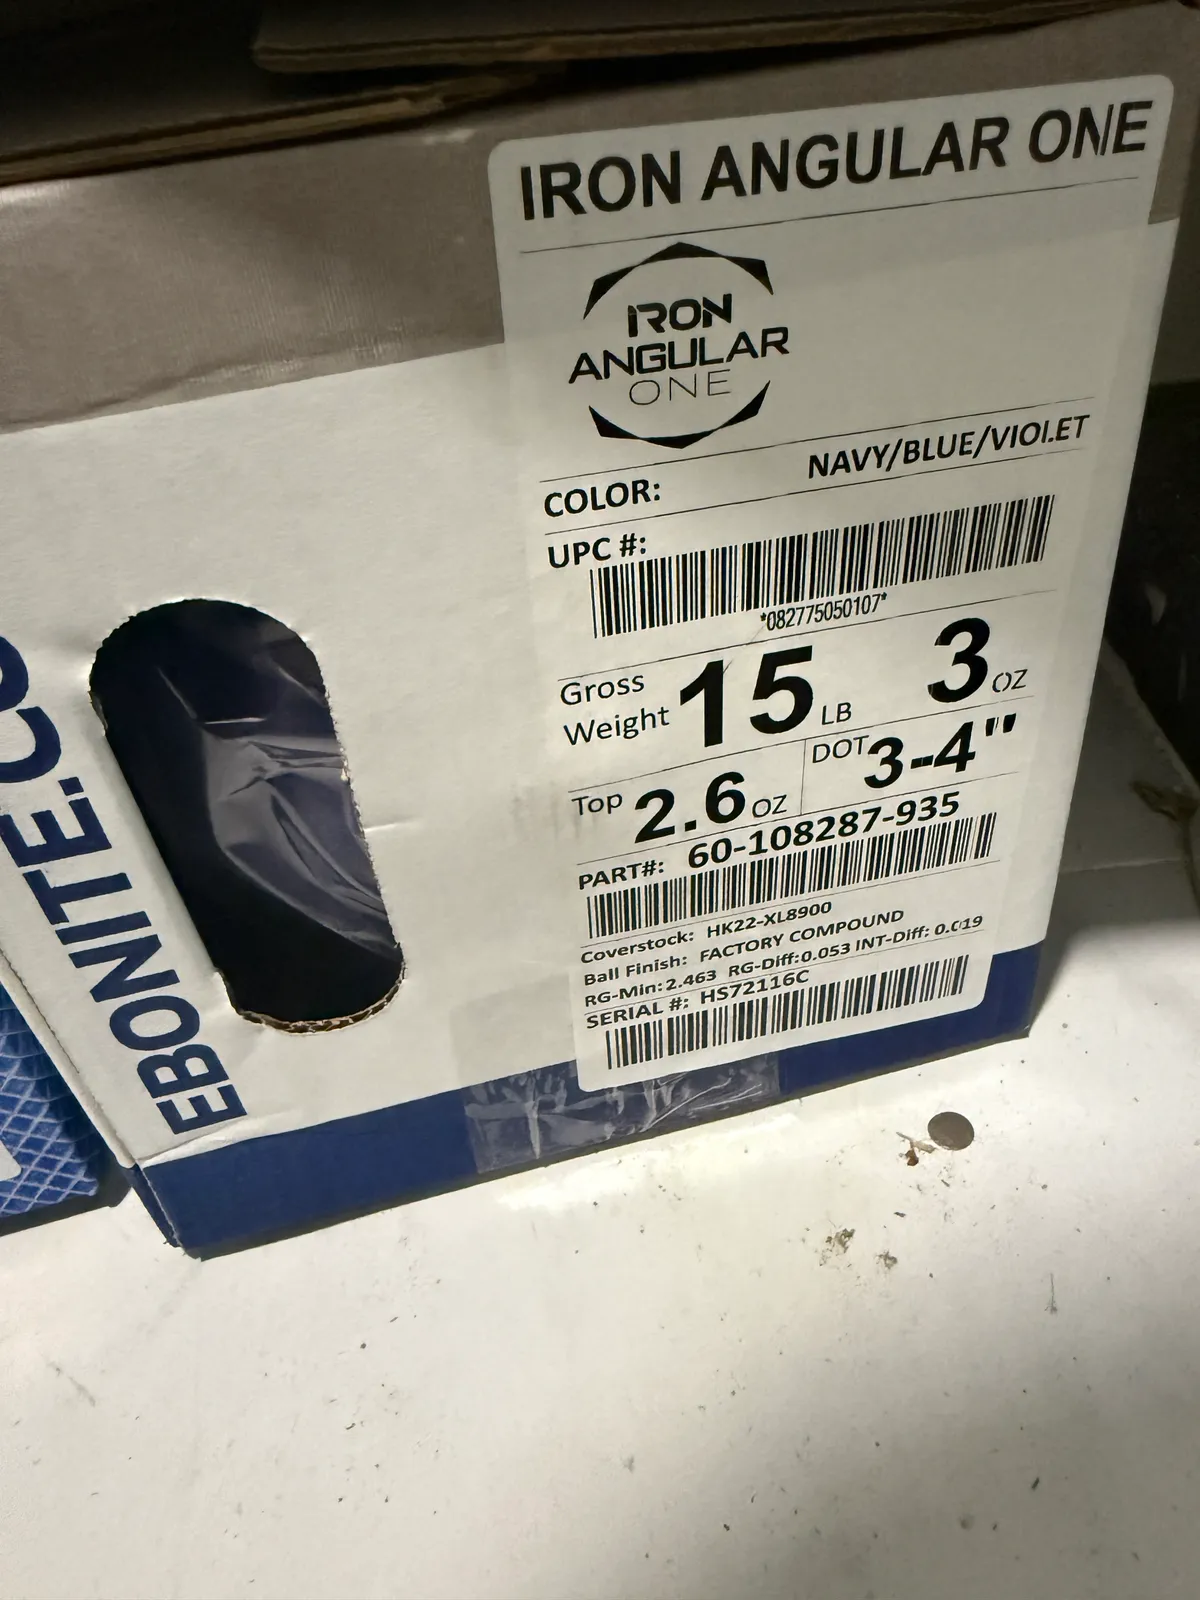 IRON ANGULAR ONE
IRON
ANGULAR
ONE
COLOR: NAVY/BLUE/VIOLET
UPC #:
*082775050107*
Gross Weight 15 LB 3 OZ
Top 2.6 OZ DOT 3-4"
PART#: 60-108287-935
Coverstock: HK22-XL8900
Ball Finish: FACTORY COMPOUND
RG-Min: 2.463 RG-Diff: 0.053 INT-Diff: 0.019
SERIAL #: HS72116C
EBONITE.CO